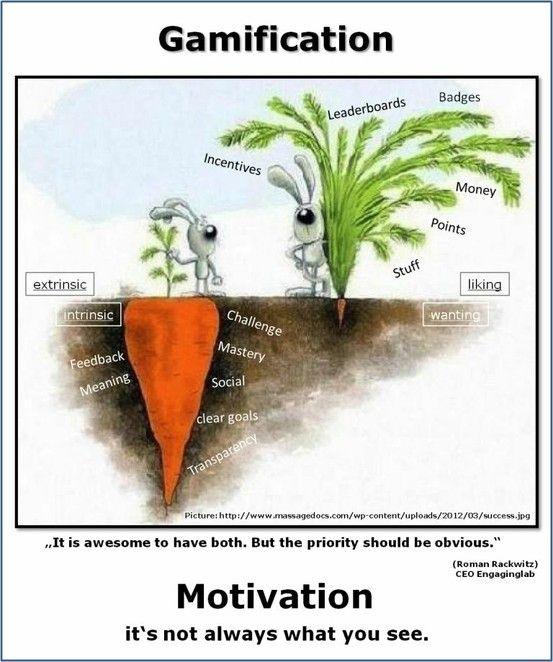 Gamification
Leaderboards
Badges
Incentives
Money
Points
Stuff
extrinsic
liking
intrinsic
wanting
Challenge
Feedback
Mastery
Meaning
Social
clear goals
Transparency
Picture: http://www.massagedocs.com/wp-content/uploads/2012/03/success.jpg
„It is awesome to have both. But the priority should be obvious.“
(Roman Rackwitz)
CEO Engaginglab
Motivation
it‘s not always what you see.